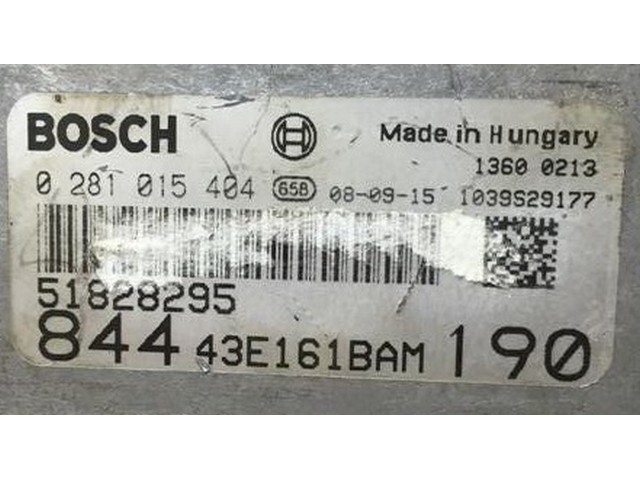 BOSCH Made in Hungary
1360 0213
0 281 015 404 658 08-09-15 1039S29177
51828295
844 43E161BAM 190